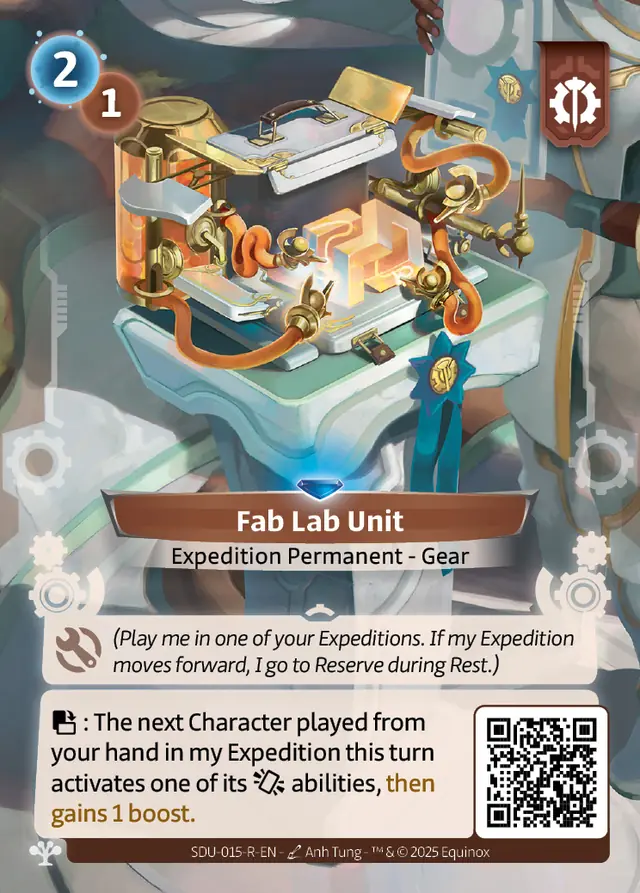 2
1
Fab Lab Unit
Expedition Permanent - Gear
(Play me in one of your Expeditions. If my Expedition
moves forward, I go to Reserve during Rest.)
: The next Character played from
your hand in my Expedition this turn
activates one of its abilities, then
gains 1 boost.
SDU-015-R-EN - Anh Tung - ™ & © 2025 Equinox